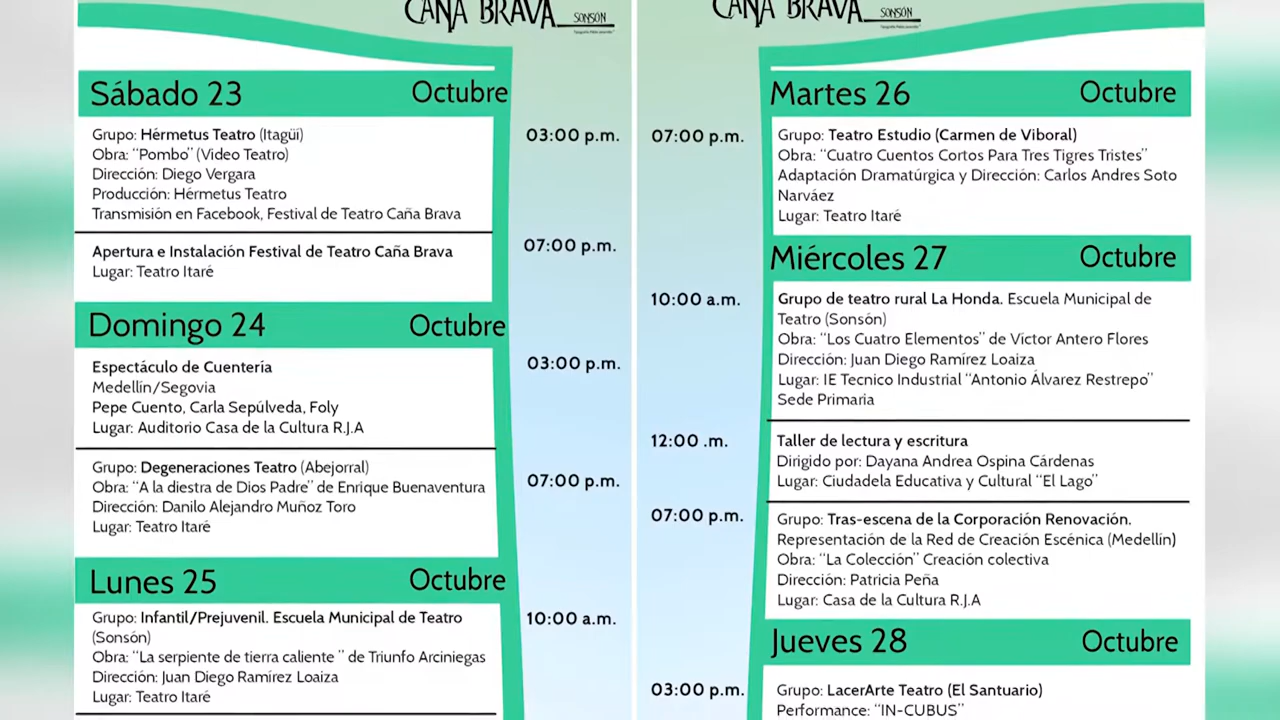 CAÑA BRAVA
SONSÓN
Sábado 23 Octubre
Grupo: Hérmetus Teatro (Itagüí) 03:00 p.m.
Obra: “Pombo” (Video Teatro)
Dirección: Diego Vergara
Producción: Hérmetus Teatro
Transmisión en Facebook, Festival de Teatro Caña Brava
Apertura e Instalación Festival de Teatro Caña Brava 07:00 p.m.
Lugar: Teatro Itaré
Domingo 24 Octubre
Espectáculo de Cuentería 03:00 p.m.
Medellín/Segovia
Pepe Cuento, Carla Sepúlveda, Foly
Lugar: Auditorio Casa de la Cultura R.J.A
Grupo: Degeneraciones Teatro (Abejorral) 07:00 p.m.
Obra: “A la diestra de Dios Padre” de Enrique Buenaventura
Dirección: Danilo Alejandro Muñoz Toro
Lugar: Teatro Itaré
Lunes 25 Octubre
Grupo: Infantil/Prejuvenil. Escuela Municipal de Teatro 10:00 a.m.
(Sonsón)
Obra: “La serpiente de tierra caliente ” de Triunfo Arciniegas
Dirección: Juan Diego Ramírez Loaiza
Lugar: Teatro Itaré
CAÑA BRAVA
SONSÓN
Martes 26 Octubre
07:00 p.m. Grupo: Teatro Estudio (Carmen de Viboral)
Obra: “Cuatro Cuentos Cortos Para Tres Tigres Tristes”
Adaptación Dramatúrgica y Dirección: Carlos Andres Soto
Narváez
Lugar: Teatro Itaré
Miércoles 27 Octubre
10:00 a.m. Grupo de teatro rural La Honda. Escuela Municipal de
Teatro (Sonsón)
Obra: “Los Cuatro Elementos” de Víctor Antero Flores
Dirección: Juan Diego Ramírez Loaiza
Lugar: IE Tecnico Industrial “Antonio Álvarez Restrepo”
Sede Primaria
12:00 .m. Taller de lectura y escritura
Dirigido por: Dayana Andrea Ospina Cárdenas
Lugar: Ciudadela Educativa y Cultural “El Lago”
07:00 p.m. Grupo: Tras-escena de la Corporación Renovación.
Representación de la Red de Creación Escénica (Medellín)
Obra: “La Colección” Creación colectiva
Dirección: Patricia Peña
Lugar: Casa de la Cultura R.J.A
Jueves 28 Octubre
03:00 p.m. Grupo: LacerArte Teatro (El Santuario)
Performance: “IN-CUBUS”